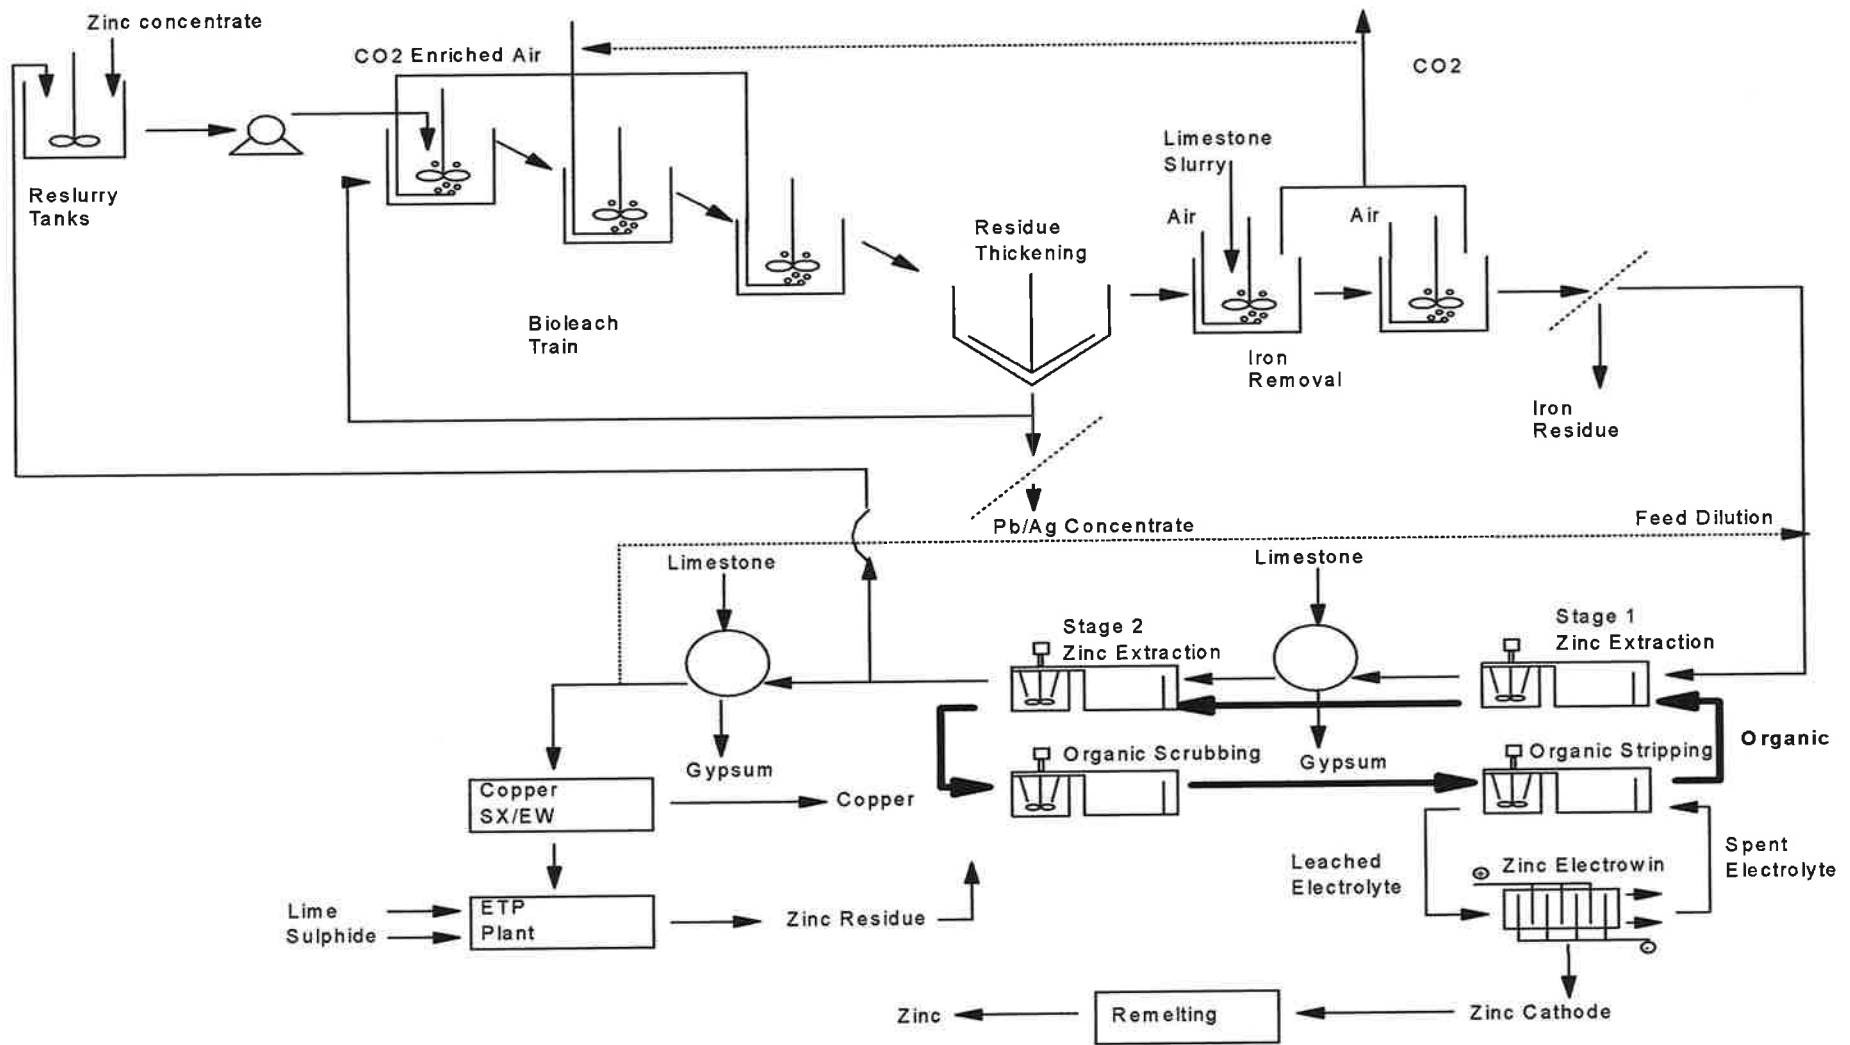 Zinc concentrate
CO2 Enriched Air
CO2
Limestone
Slurry
Reslurry
Tanks
Air
Air
Residue
Thickening
Bioleach
Train
Iron
Removal
Iron
Residue
Pb/Ag Concentrate
Feed Dilution
Limestone
Limestone
Stage 2
Zinc Extraction
Stage 1
Zinc Extraction
Organic
Organic Scrubbing
Organic Stripping
Gypsum
Gypsum
Copper
SX/EW
Copper
Leached
Electrolyte
Zinc Electrowin
Spent
Electrolyte
+
-
Lime
Sulphide
ETP
Plant
Zinc Residue
Zinc
Remelting
Zinc Cathode